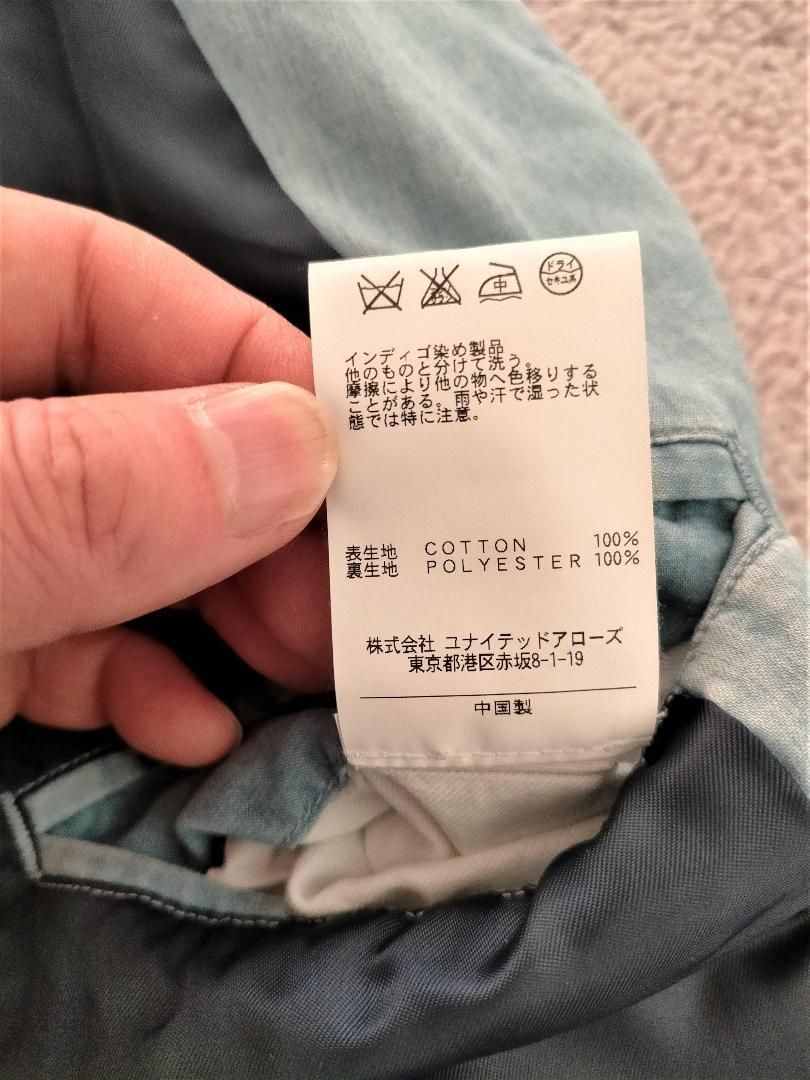 中
ドライ
セキユ系
インディゴ染め製品
他のものと分けて洗う。
摩擦により他の物へ色移りする
ことがある。雨や汗で湿った状
態では特に注意。
表生地 COTTON 100%
裏生地 POLYESTER 100%
株式会社 ユナイテッドアローズ
東京都港区赤坂8-1-19
中国製